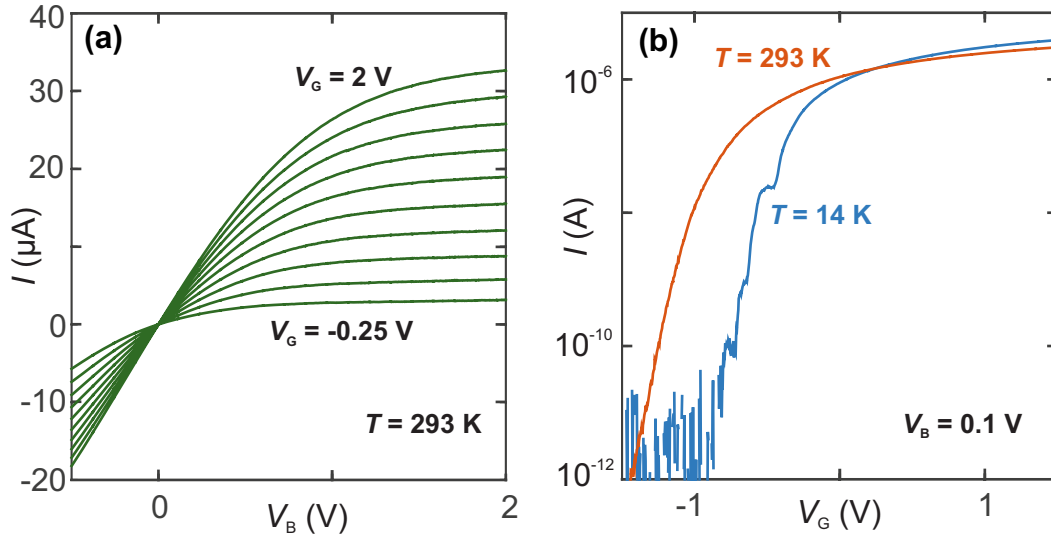 (a)
40
30
20
10
0
-10
-20
I (µA)
V_G = 2 V
V_G = -0.25 V
T = 293 K
0
2
V_B (V)
(b)
T = 293 K
T = 14 K
V_B = 0.1 V
10⁻⁶
10⁻¹⁰
10⁻¹²
I (A)
-1
0
1
V_G (V)